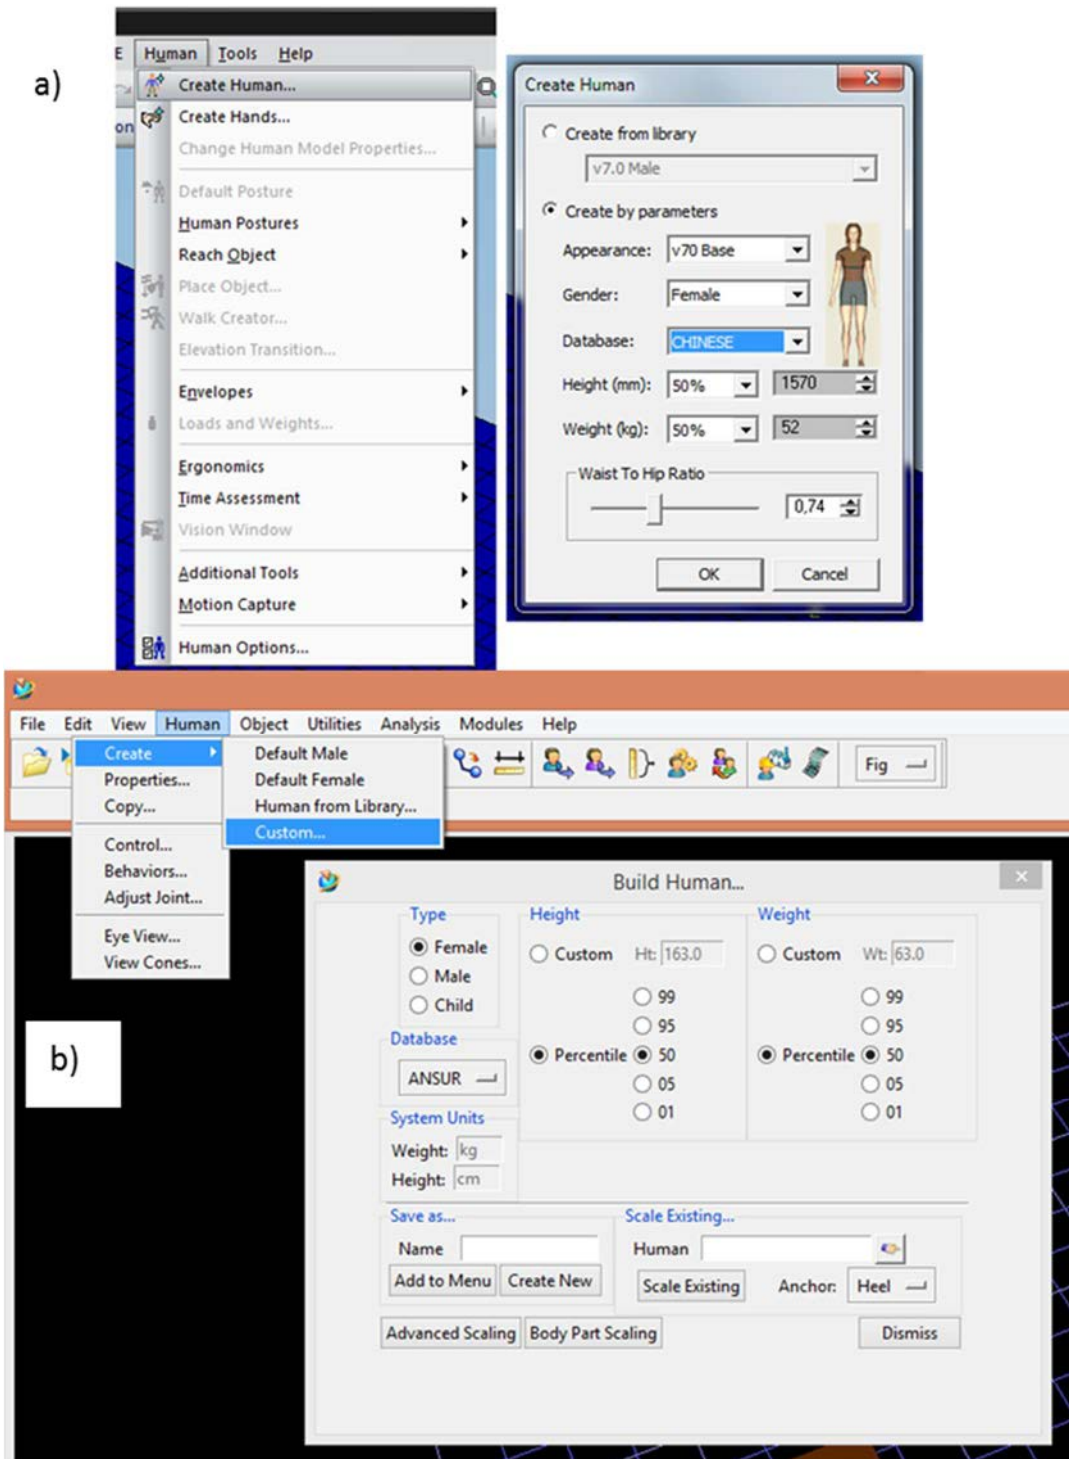 a)
E Human Tools Help
Create Human...
Create Hands...
on
Change Human Model Properties...
Default Posture
Human Postures
Reach Object
Place Object...
Walk Creator...
Elevation Transition...
Envelopes
Loads and Weights...
Ergonomics
Time Assessment
Vision Window
Additional Tools
Motion Capture
Human Options...
Create Human
Create from library
v7.0 Male
Create by parameters
Appearance: v70 Base
Gender: Female
Database: CHINESE
Height (mm): 50% 1570
Weight (kg): 50% 52
Waist To Hip Ratio
0,74
OK Cancel
File Edit View Human Object Utilities Analysis Modules Help
Create
Properties...
Copy...
Control...
Behaviors...
Adjust Joint...
Eye View...
View Cones...
Default Male
Default Female
Human from Library...
Custom...
Fig
b)
Build Human...
Type
Female
Male
Child
Height
Custom Ht: 163.0
99
95
Percentile 50
05
01
Weight
Custom Wt: 63.0
99
95
Percentile 50
05
01
Database
ANSUR
System Units
Weight: kg
Height: cm
Save as...
Name
Add to Menu Create New
Scale Existing...
Human
Scale Existing Anchor: Heel
Advanced Scaling Body Part Scaling Dismiss